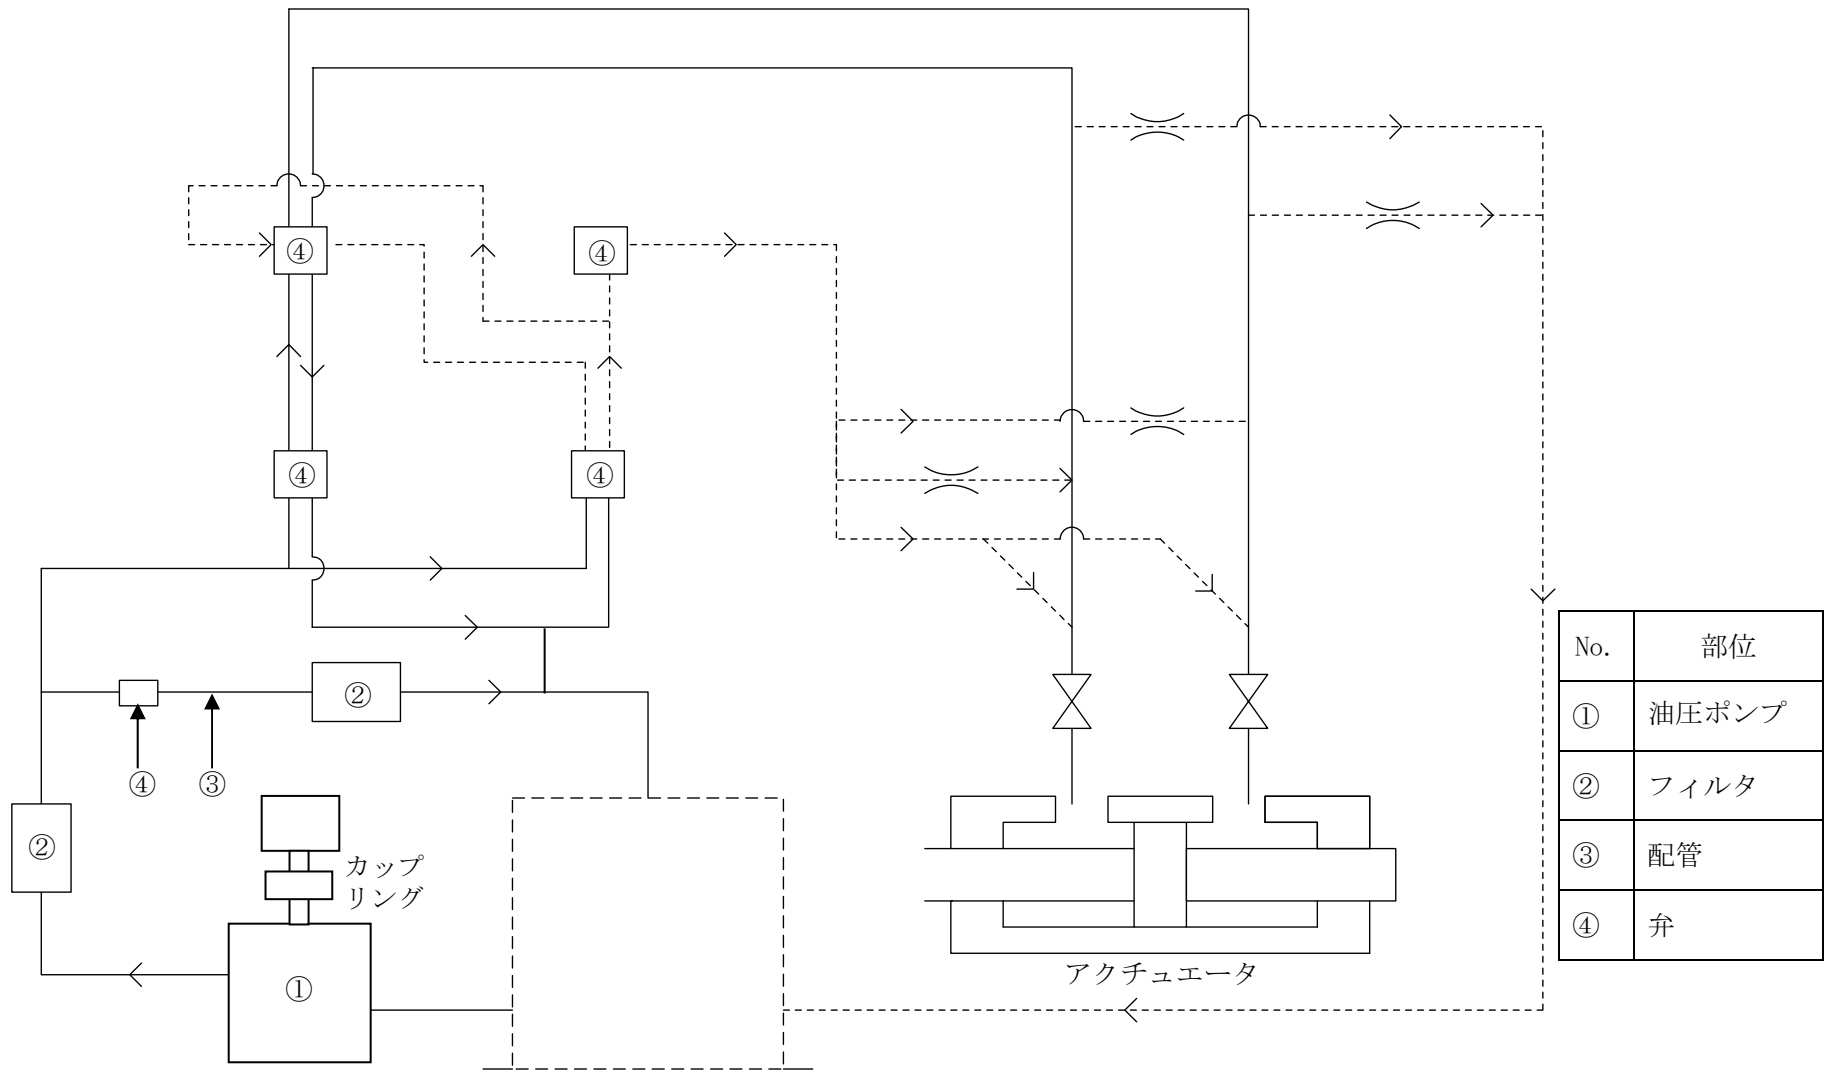 ④
④
④
④
No. 部位
① 油圧ポンプ
② フィルタ
③ 配管
④ 弁
②
④
③
②
カップ
リング
①
アクチュエータ